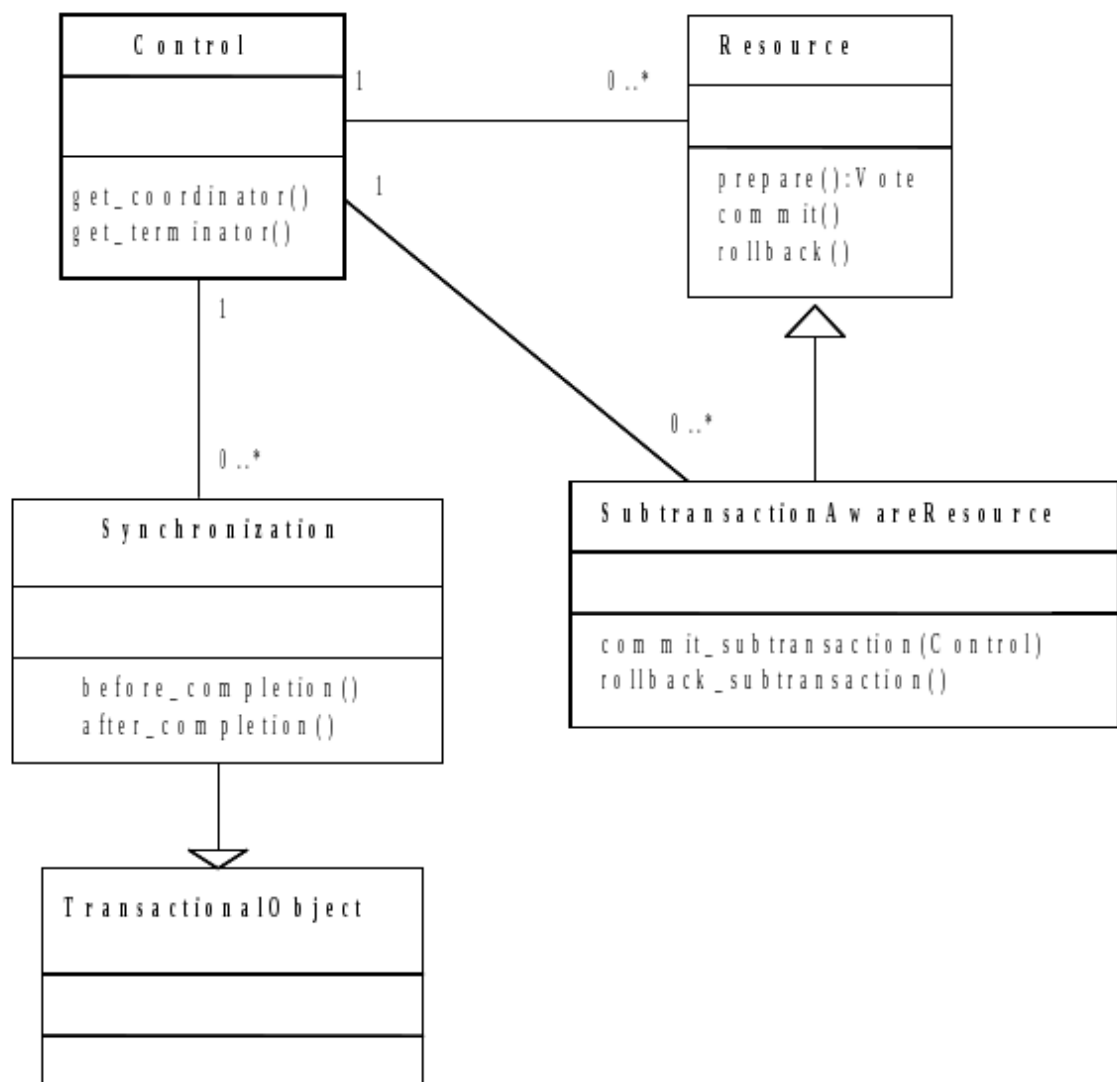 Control
Resource
1
0..*
get_coordinator()
get_terminator()
1
prepare():Vote
commit()
rollback()
1
0..*
0..*
Synchronization
SubtransactionAwareResource
before_completion()
after_completion()
commit_subtransaction(Control)
rollback_subtransaction()
TransactionalObject